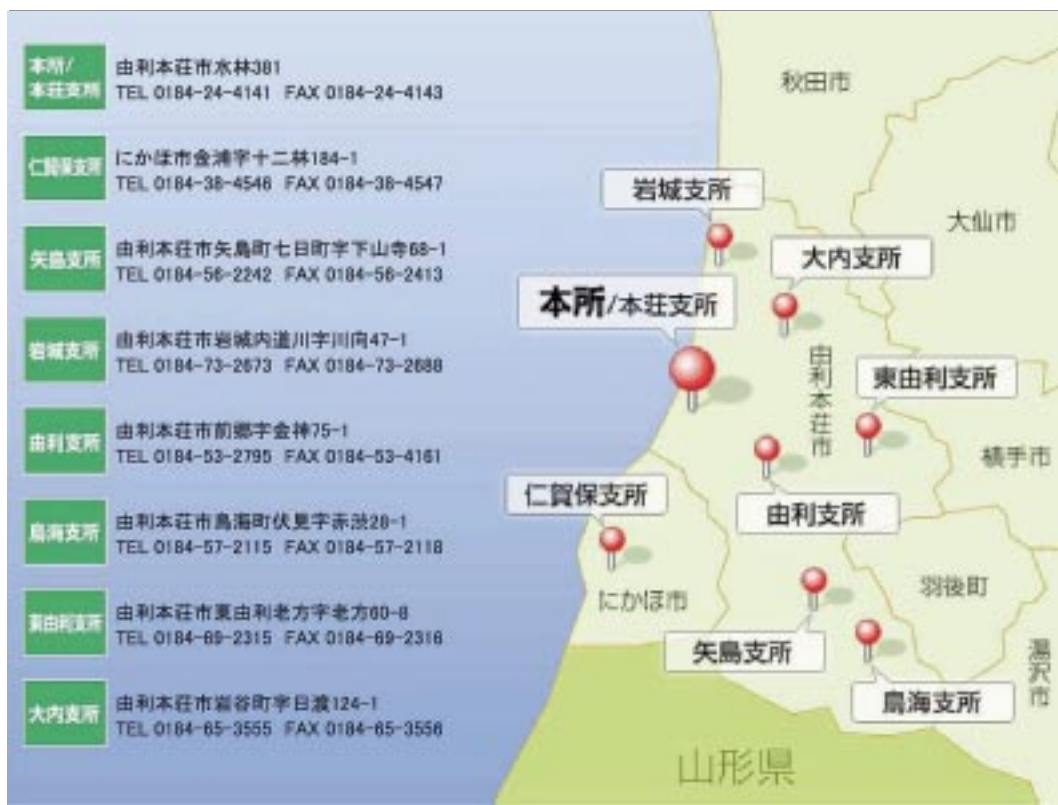 本所/
本荘支所
由利本荘市水林381
TEL 0184-24-4141 FAX 0184-24-4143
仁賀保支所
にかほ市金浦字十二林184-1
TEL 0184-38-4546 FAX 0184-38-4547
矢島支所
由利本荘市矢島町七日町字下山寺68-1
TEL 0184-56-2242 FAX 0184-56-2413
岩城支所
由利本荘市岩城内道川字川向47-1
TEL 0184-73-2673 FAX 0184-73-2688
由利支所
由利本荘市前郷字金神75-1
TEL 0184-53-2795 FAX 0184-53-4161
鳥海支所
由利本荘市鳥海町伏見字赤渋28-1
TEL 0184-57-2115 FAX 0184-57-2118
東由利支所
由利本荘市東由利老方字老方60-8
TEL 0184-69-2315 FAX 0184-69-2316
大内支所
由利本荘市岩谷町字日渡124-1
TEL 0184-65-3555 FAX 0184-65-3556
秋田市
岩城支所
大仙市
大内支所
本所/本荘支所
由利本荘市
東由利支所
横手市
仁賀保支所
由利支所
にかほ市
羽後町
矢島支所
湯沢市
鳥海支所
山形県